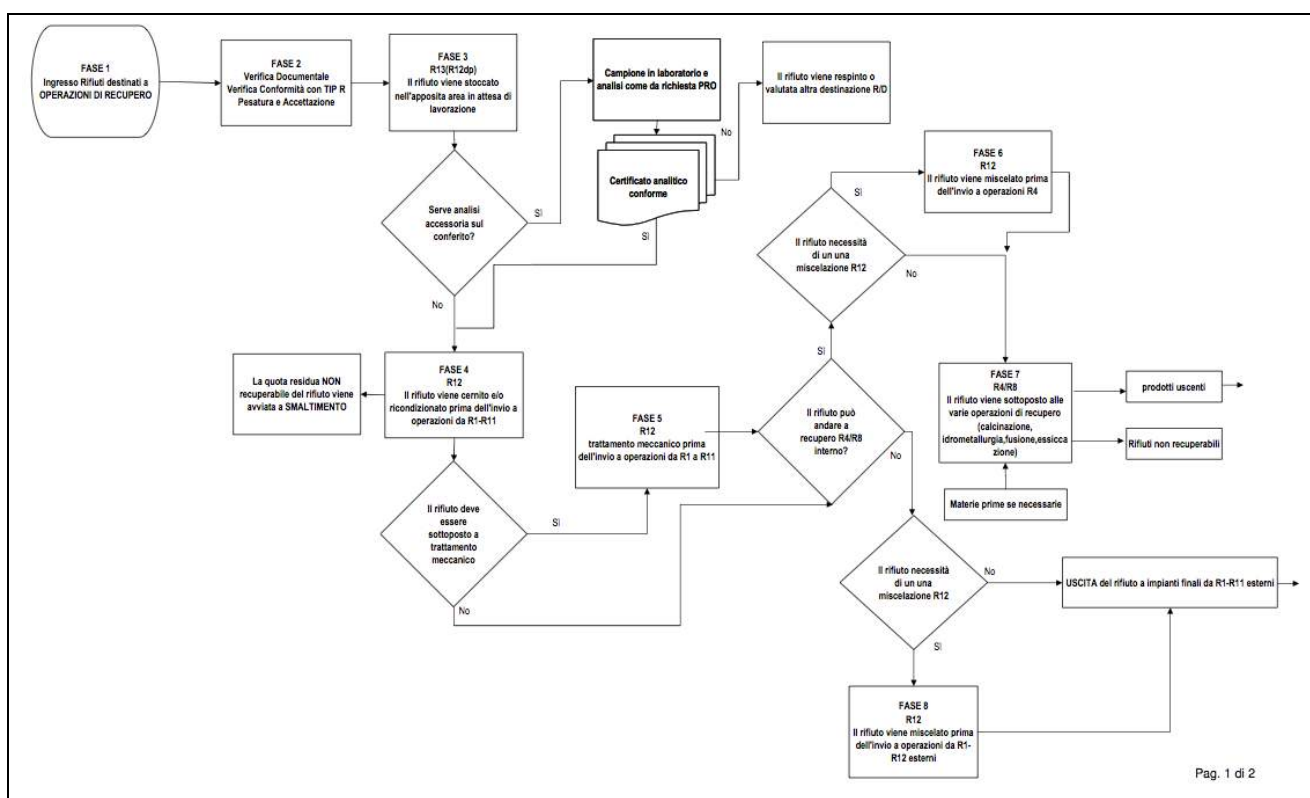 FASE 1
Ingresso Rifiuti destinati a
OPERAZIONI DI RECUPERO
FASE 2
Verifica Documentale
Verifica Conformità con TIP R
Pesatura e Accettazione
FASE 3
R13(R12dp)
Il rifiuto viene stoccato
nell'apposita area in attesa di
lavorazione
Campione in laboratorio e
analisi come da richiesta PRO
Il rifiuto viene respinto o
valutata altra destinazione R/D
No
Certificato analitico
conforme
Serve analisi
accessoria sul
conferito?
Sì
Sì
No
FASE 6
R12
Il rifiuto viene miscelato prima
dell'invio a operazioni R4
Sì
Il rifiuto necessità
di un una
miscelazione R12
No
La quota residua NON
recuperabile del rifiuto viene
avviata a SMALTIMENTO
FASE 4
R12
Il rifiuto viene cernito e/o
ricondizionato prima dell'invio a
operazioni da R1-R11
FASE 5
R12
trattamento meccanico prima
dell'invio a operazioni da R1 a R11
Sì
Il rifiuto può
andare a
recupero R4/R8
interno?
No
FASE 7
R4/R8
Il rifiuto viene sottoposto alle
varie operazioni di recupero
(calcinazione,
idrometallurgia,fusione,essicca
zione)
prodotti uscenti
Rifiuti non recuperabili
Materie prime se necessarie
Il rifiuto deve
essere
sottoposto a
trattamento
meccanico
Sì
No
Il rifiuto necessità
di un una
miscelazione R12
No
USCITA del rifiuto a impianti finali da R1-R11 esterni
Sì
FASE 8
R12
Il rifiuto viene miscelato prima
dell'invio a operazioni da R1-
R12 esterni
Pag. 1 di 2